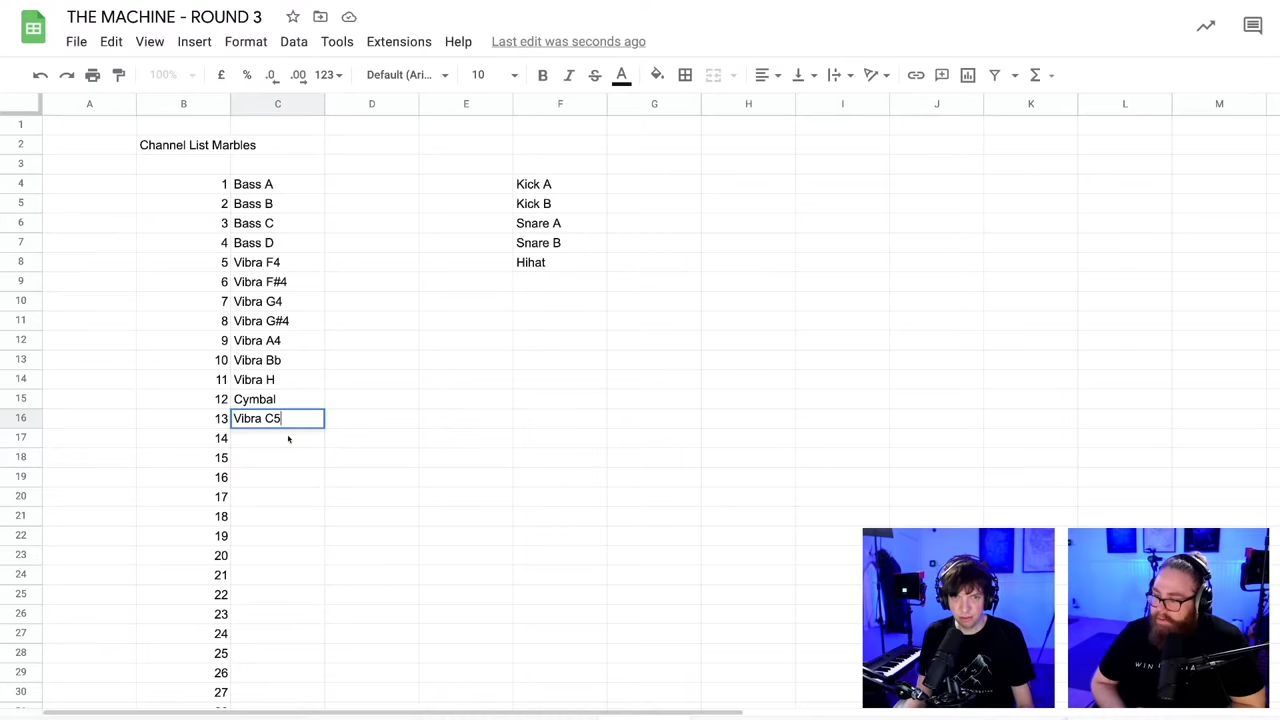 THE MACHINE - ROUND 3
File Edit View Insert Format Data Tools Extensions Help Last edit was seconds ago
100% £ % .0 .00 123 Default (Ari... 10 B I S A
A B C D E F G H I J K L M
1
2 Channel List Marbles
3
4 1 Bass A Kick A
5 2 Bass B Kick B
6 3 Bass C Snare A
7 4 Bass D Snare B
8 5 Vibra F4 Hihat
9 6 Vibra F#4
10 7 Vibra G4
11 8 Vibra G#4
12 9 Vibra A4
13 10 Vibra Bb
14 11 Vibra H
15 12 Cymbal
16 13 Vibra C5
17 14
18 15
19 16
20 17
21 18
22 19
23 20
24 21
25 22
26 23
27 24
28 25
29 26
30 27